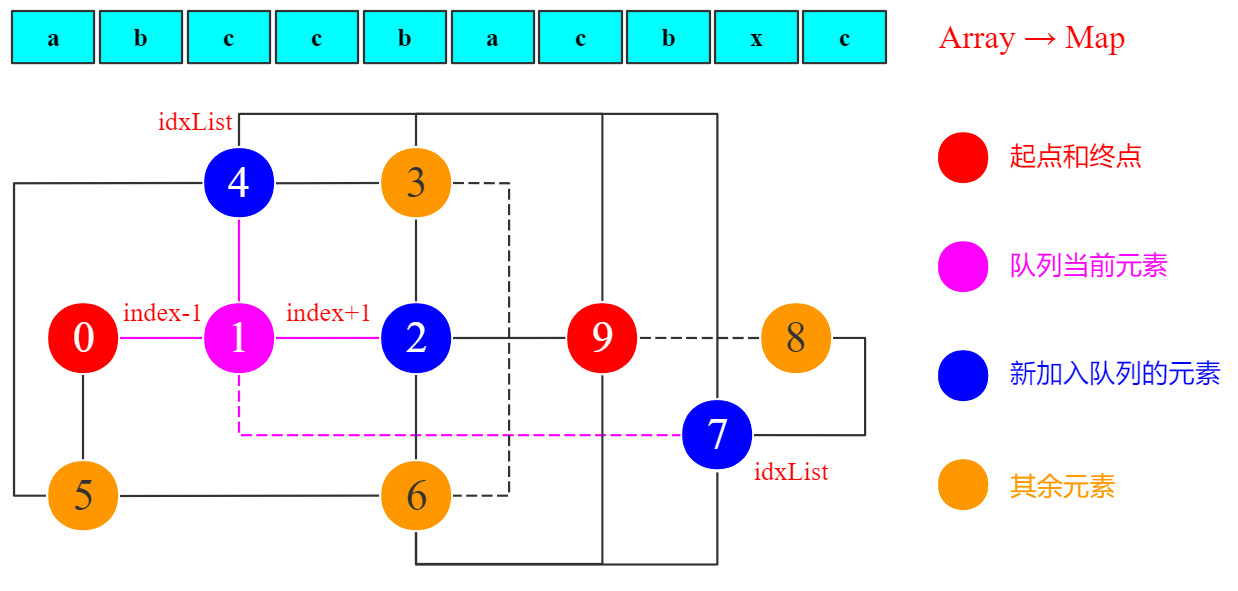 a b c c b a c b x c
Array → Map
idxList
起点和终点
4 3
队列当前元素
index-1 index+1
0 1 2 9 8
新加入队列的元素
7
idxList
5 6
其余元素